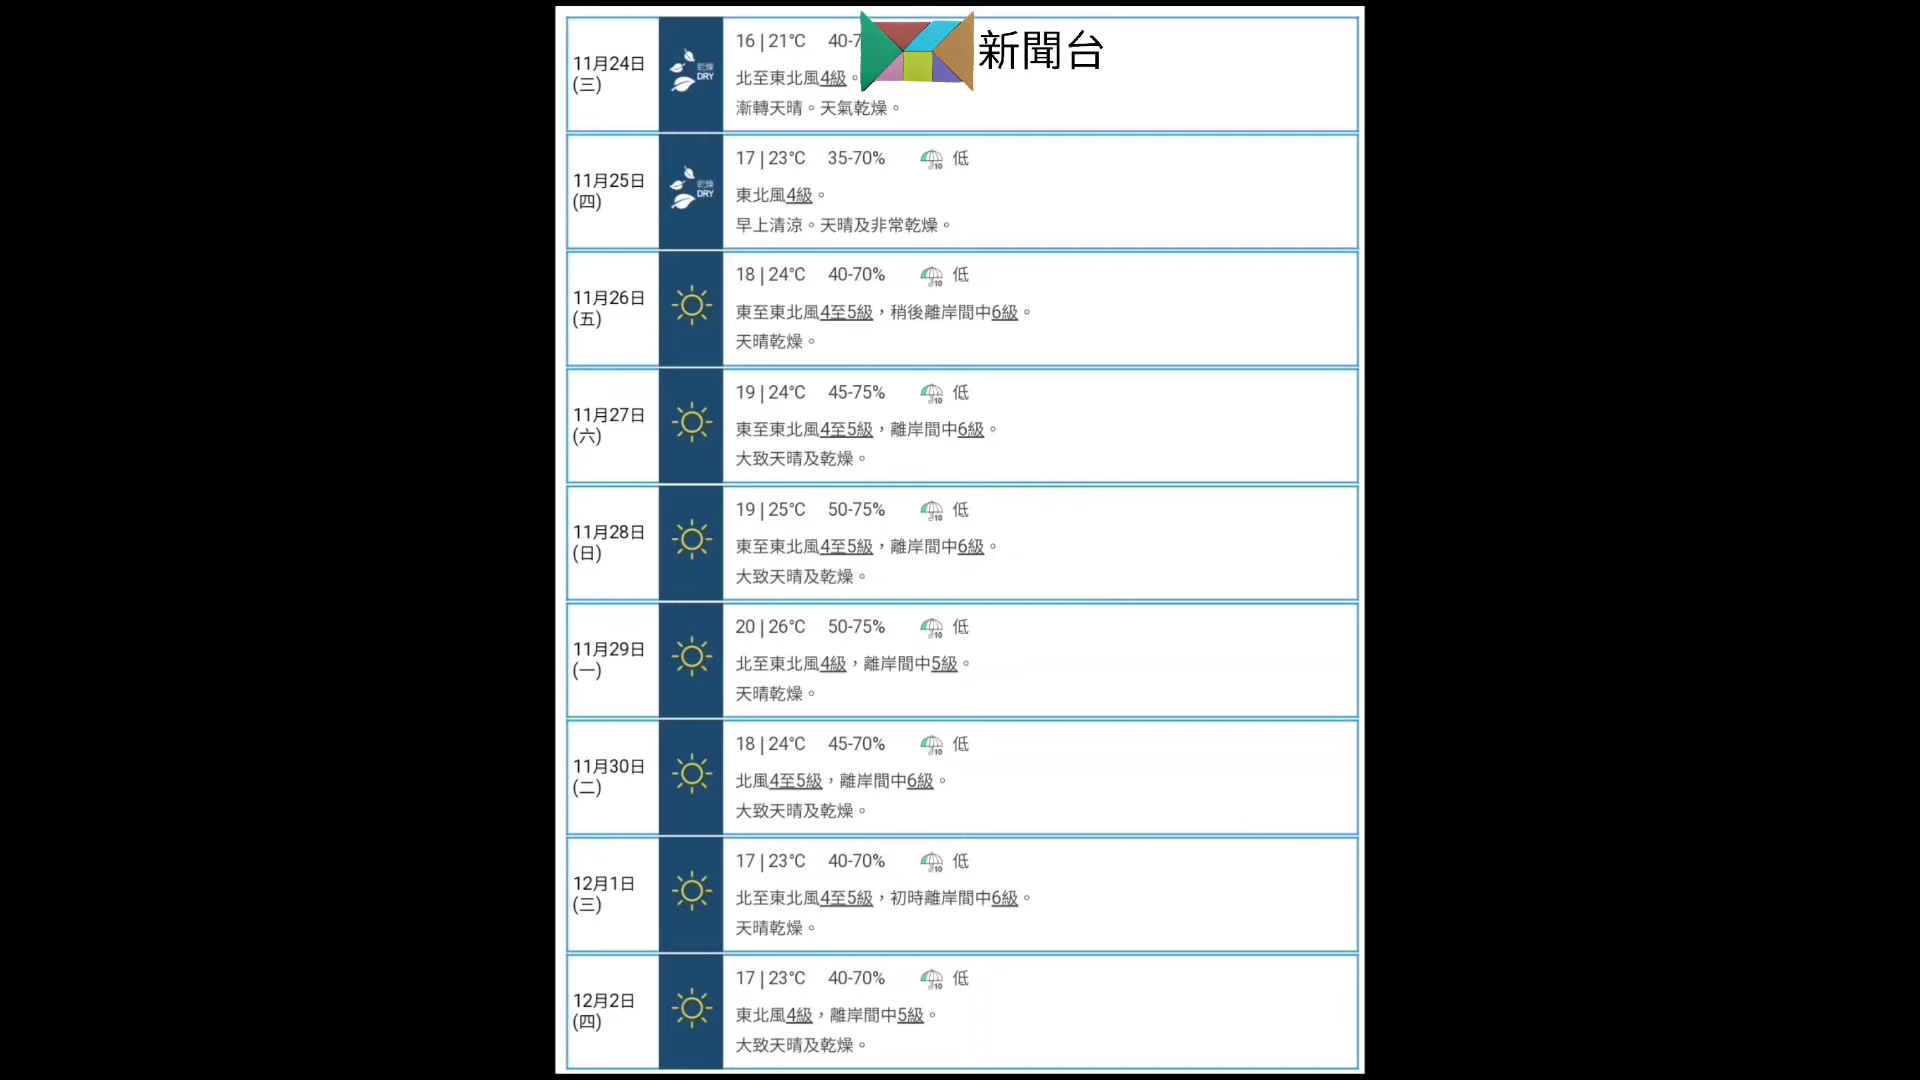 11月24日
(三)
乾燥
DRY
16 | 21°C 40-7
新聞台
北至東北風4級。
漸轉天晴。天氣乾燥。
11月25日
(四)
乾燥
DRY
17 | 23°C 35-70% 10 低
東北風4級。
早上清涼。天晴及非常乾燥。
11月26日
(五)
18 | 24°C 40-70% 10 低
東至東北風4至5級，稍後離岸間中6級。
天晴乾燥。
11月27日
(六)
19 | 24°C 45-75% 10 低
東至東北風4至5級，離岸間中6級。
大致天晴及乾燥。
11月28日
(日)
19 | 25°C 50-75% 10 低
東至東北風4至5級，離岸間中6級。
大致天晴及乾燥。
11月29日
(一)
20 | 26°C 50-75% 10 低
北至東北風4級，離岸間中5級。
天晴乾燥。
11月30日
(二)
18 | 24°C 45-70% 10 低
北風4至5級，離岸間中6級。
大致天晴及乾燥。
12月1日
(三)
17 | 23°C 40-70% 10 低
北至東北風4至5級，初時離岸間中6級。
天晴乾燥。
12月2日
(四)
17 | 23°C 40-70% 10 低
東北風4級，離岸間中5級。
大致天晴及乾燥。